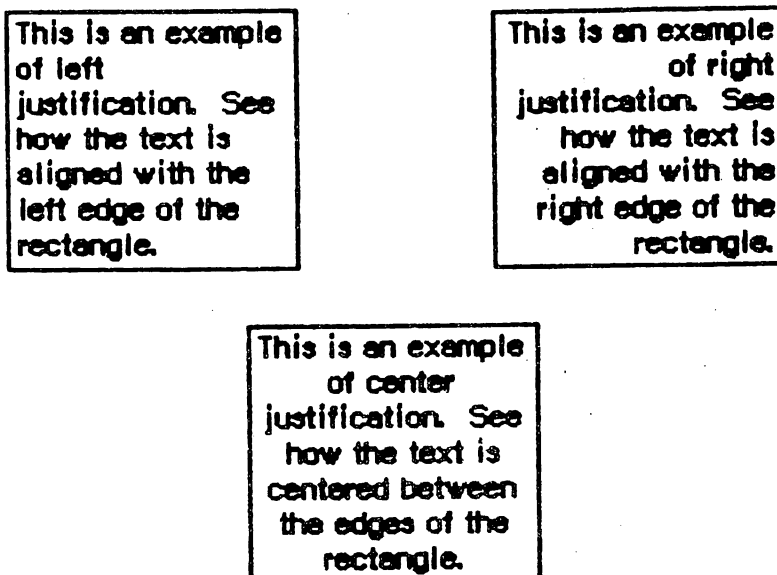 This is an example
of left
justification. See
how the text is
aligned with the
left edge of the
rectangle.
This is an example
of right
justification. See
how the text is
aligned with the
right edge of the
rectangle.
This is an example
of center
justification. See
how the text is
centered between
the edges of the
rectangle.